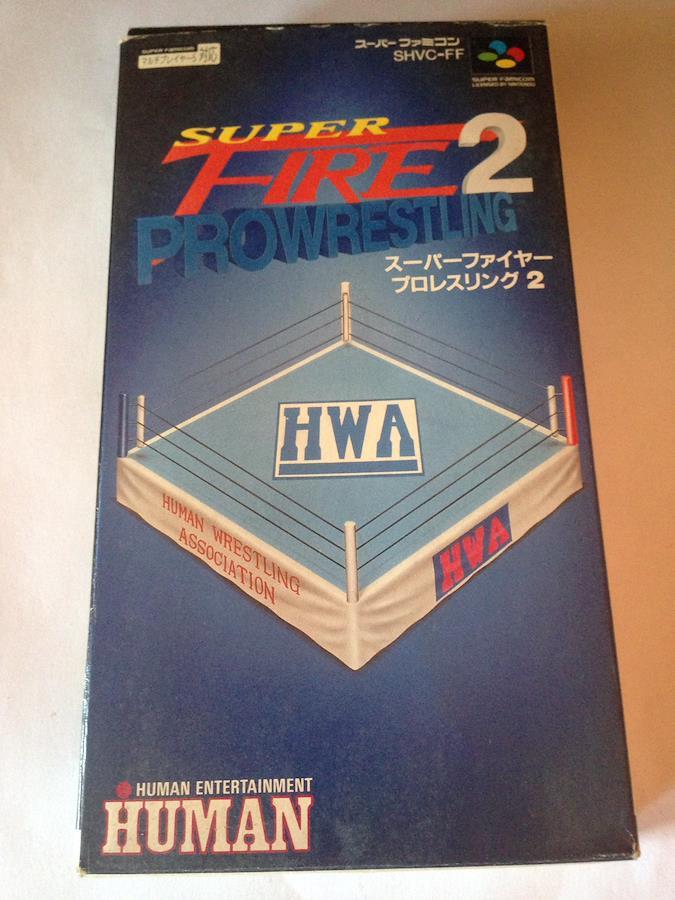 SUPER FAMICOM
マルチプレイヤー5 対応
スーパーファミコン
SHVC-FF
SUPER FAMICOM
LICENSED BY NINTENDO
SUPER
FIRE 2
PROWRESTLING
スーパーファイヤー
プロレスリング 2
HWA
HUMAN WRESTLING
ASSOCIATION
HWA
HUMAN ENTERTAINMENT
HUMAN